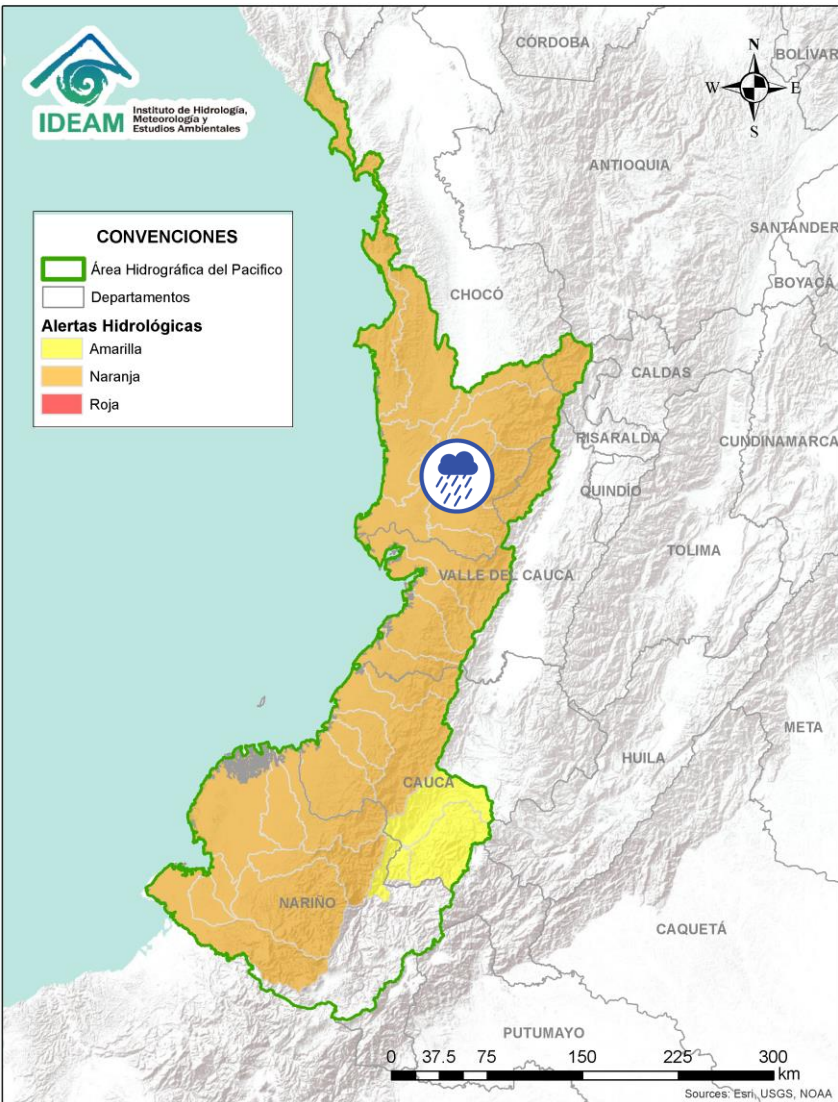 IDEAM
Instituto de Hidrología,
Meteorología y
Estudios Ambientales
CÓRDOBA
BOLIVAR
N
W
E
S
ANTIOQUIA
SANTANDER
BOYACÁ
CONVENCIONES
Área Hidrográfica del Pacifico
Departamentos
Alertas Hidrológicas
Amarilla
Naranja
Roja
CHOCÓ
CALDAS
RISARALDA
CUNDINAMARCA
QUINDÍO
TOLIMA
VALLE DEL CAUCA
META
HUILA
CAUCA
NARIÑO
CAQUETÁ
PUTUMAYO
0 37.5 75 150 225 300
km
Sources: Esri, USGS, NOAA